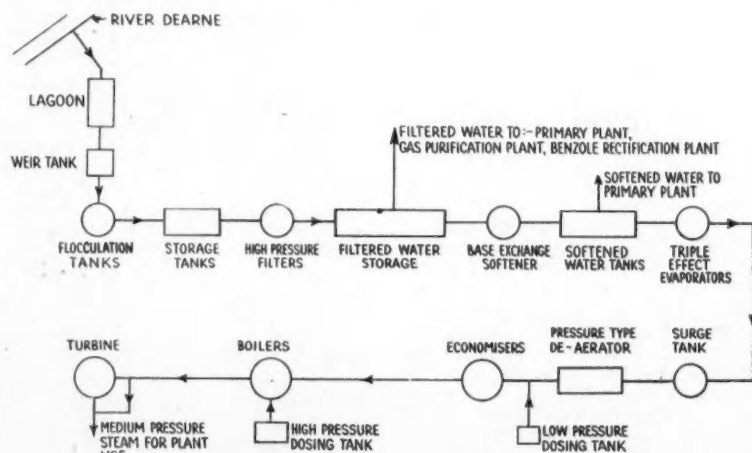 RIVER DEARNE
LAGOON
WEIR TANK
FILTERED WATER TO:- PRIMARY PLANT,
GAS PURIFICATION PLANT, BENZOLE RECTIFICATION PLANT
SOFTENED WATER TO
PRIMARY PLANT
FLOCCULATION
TANKS
STORAGE
TANKS
HIGH PRESSURE
FILTERS
FILTERED WATER
STORAGE
BASE EXCHANGE
SOFTENER
SOFTENED
WATER TANKS
TRIPLE
EFFECT
EVAPORATORS
TURBINE
BOILERS
ECONOMISERS
PRESSURE TYPE
DE-AERATOR
SURGE
TANK
MEDIUM PRESSURE
STEAM FOR PLANT
HIGH PRESSURE
DOSING TANK
LOW PRESSURE
DOSING TANK